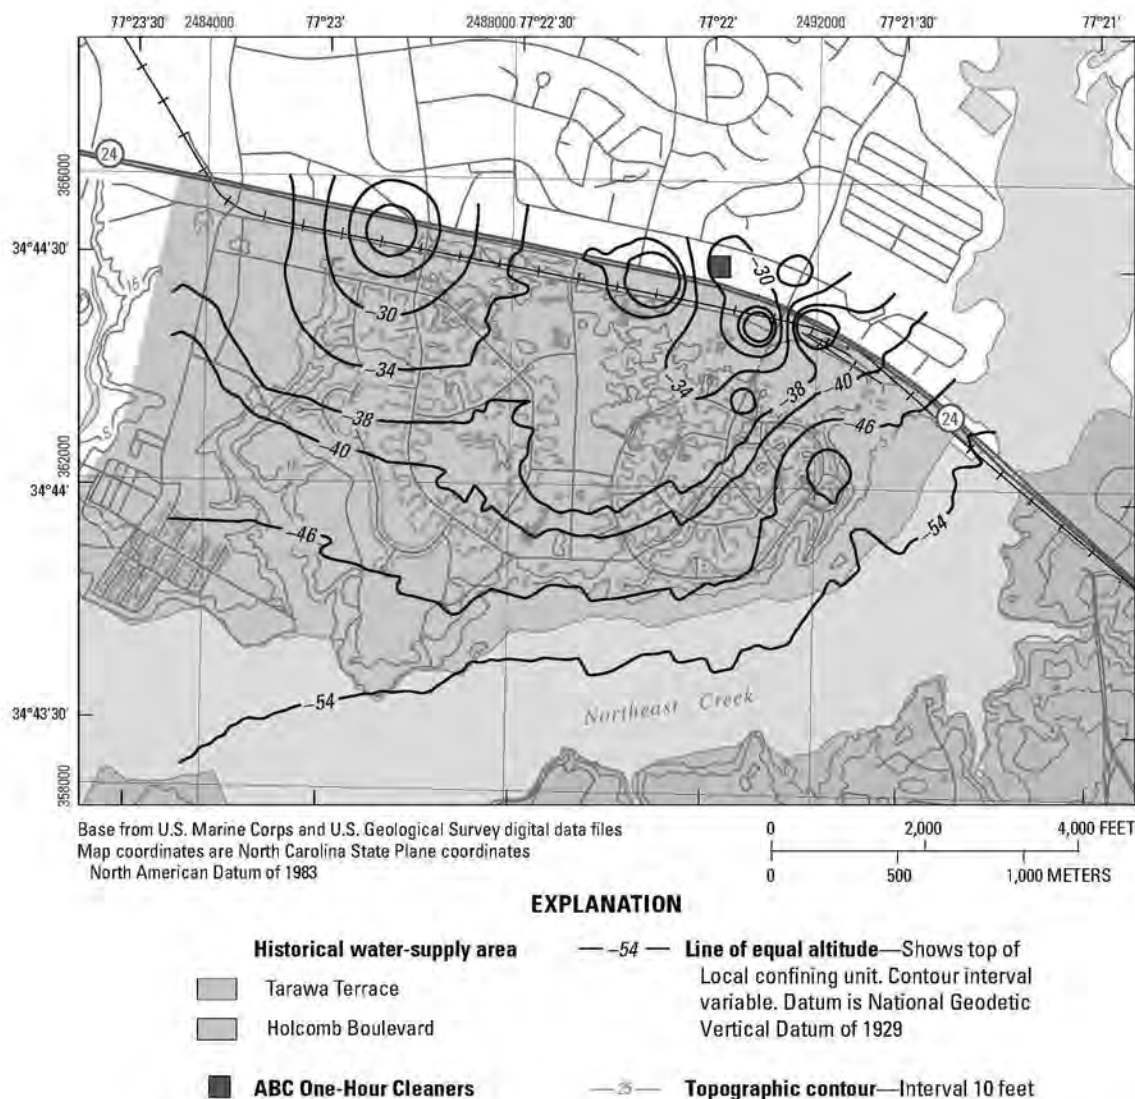 77°23'30" 2484000 77°23' 2488000 77°22'30" 77°22' 2492000 77°21'30" 77°21'
366000
24
34°44'30"
15
-30
-30
-34
-34
-38
-38
-40
-40
-46
24
5
362000
34°44'
-46
-54
-54
Northeast Creek
34°43'30"
358000
Base from U.S. Marine Corps and U.S. Geological Survey digital data files
Map coordinates are North Carolina State Plane coordinates
North American Datum of 1983
0 2,000 4,000 FEET
0 500 1,000 METERS
EXPLANATION
Historical water-supply area
Tarawa Terrace
Holcomb Boulevard
ABC One-Hour Cleaners
-54 Line of equal altitude—Shows top of
Local confining unit. Contour interval
variable. Datum is National Geodetic
Vertical Datum of 1929
25 Topographic contour—Interval 10 feet